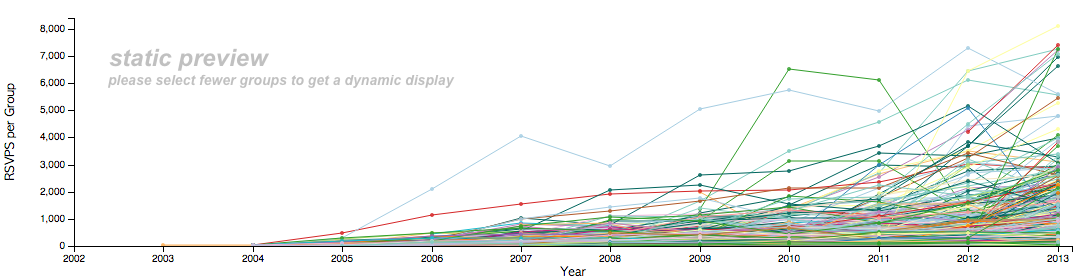 8,000
static preview
7,000
please select fewer groups to get a dynamic display
6,000
5,000
RSVPS per Group
4,000
3,000
2,000
1,000
0
2002 2003 2004 2005 2006 2007 2008 2009 2010 2011 2012 2013
Year